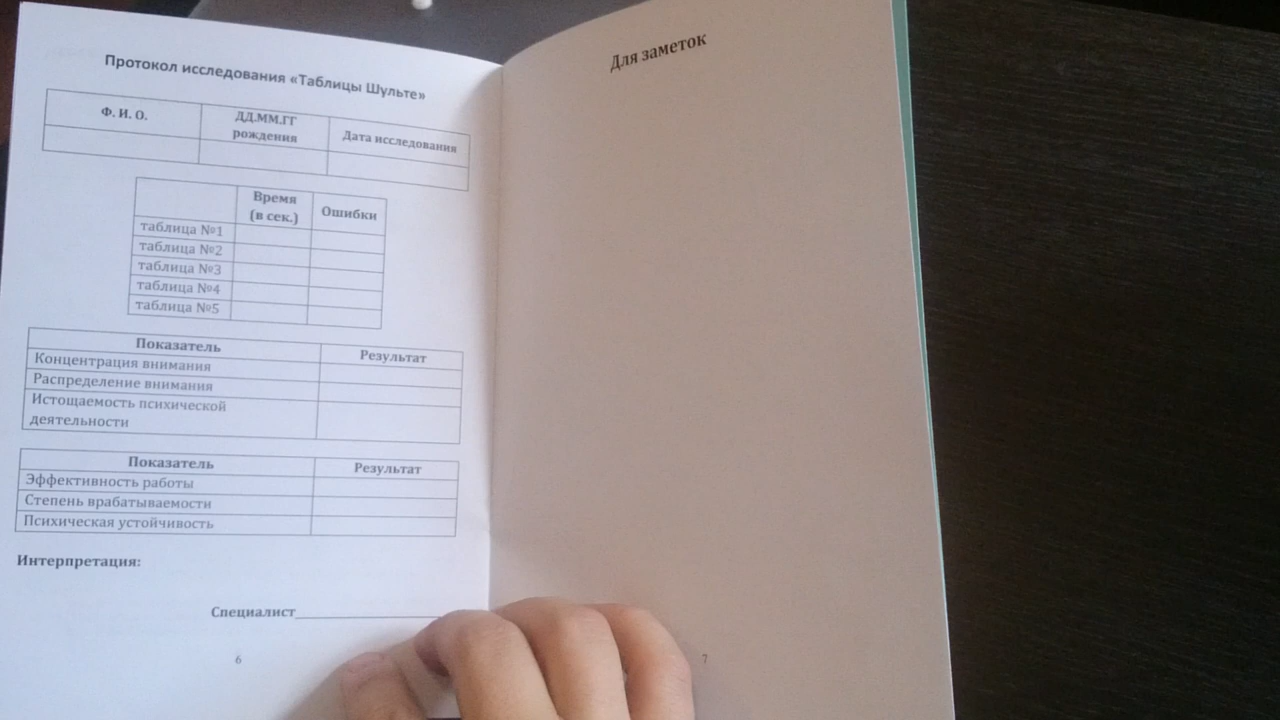 Протокол исследования «Таблицы Шульте»
Ф. И. О.
ДД.ММ.ГГ
рождения
Дата исследования
Время
(в сек.)
Ошибки
таблица №1
таблица №2
таблица №3
таблица №4
таблица №5
Показатель
Результат
Концентрация внимания
Распределение внимания
Истощаемость психической
деятельности
Показатель
Результат
Эффективность работы
Степень врабатываемости
Психическая устойчивость
Интерпретация:
Специалист____________________
6
Для заметок
7